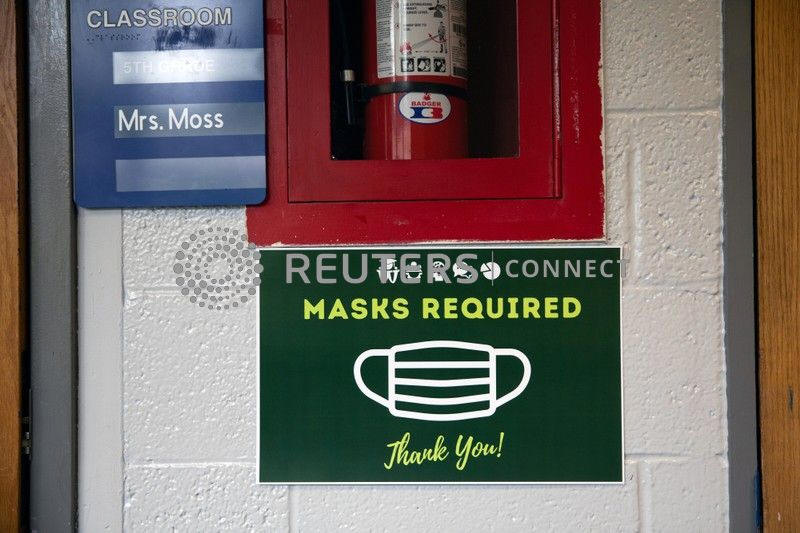 CLASSROOM
5TH GRADE
Mrs. Moss
BADGER
REUTERS CONNECT
MASKS REQUIRED
Thank You!